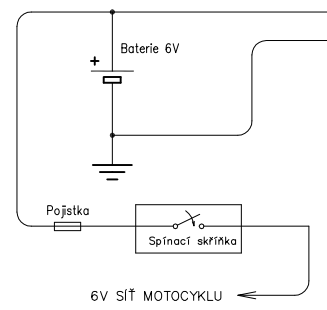 Baterie 6V
+
Pojistka
Spínací skříňka
6V SÍŤ MOTOCYKLU